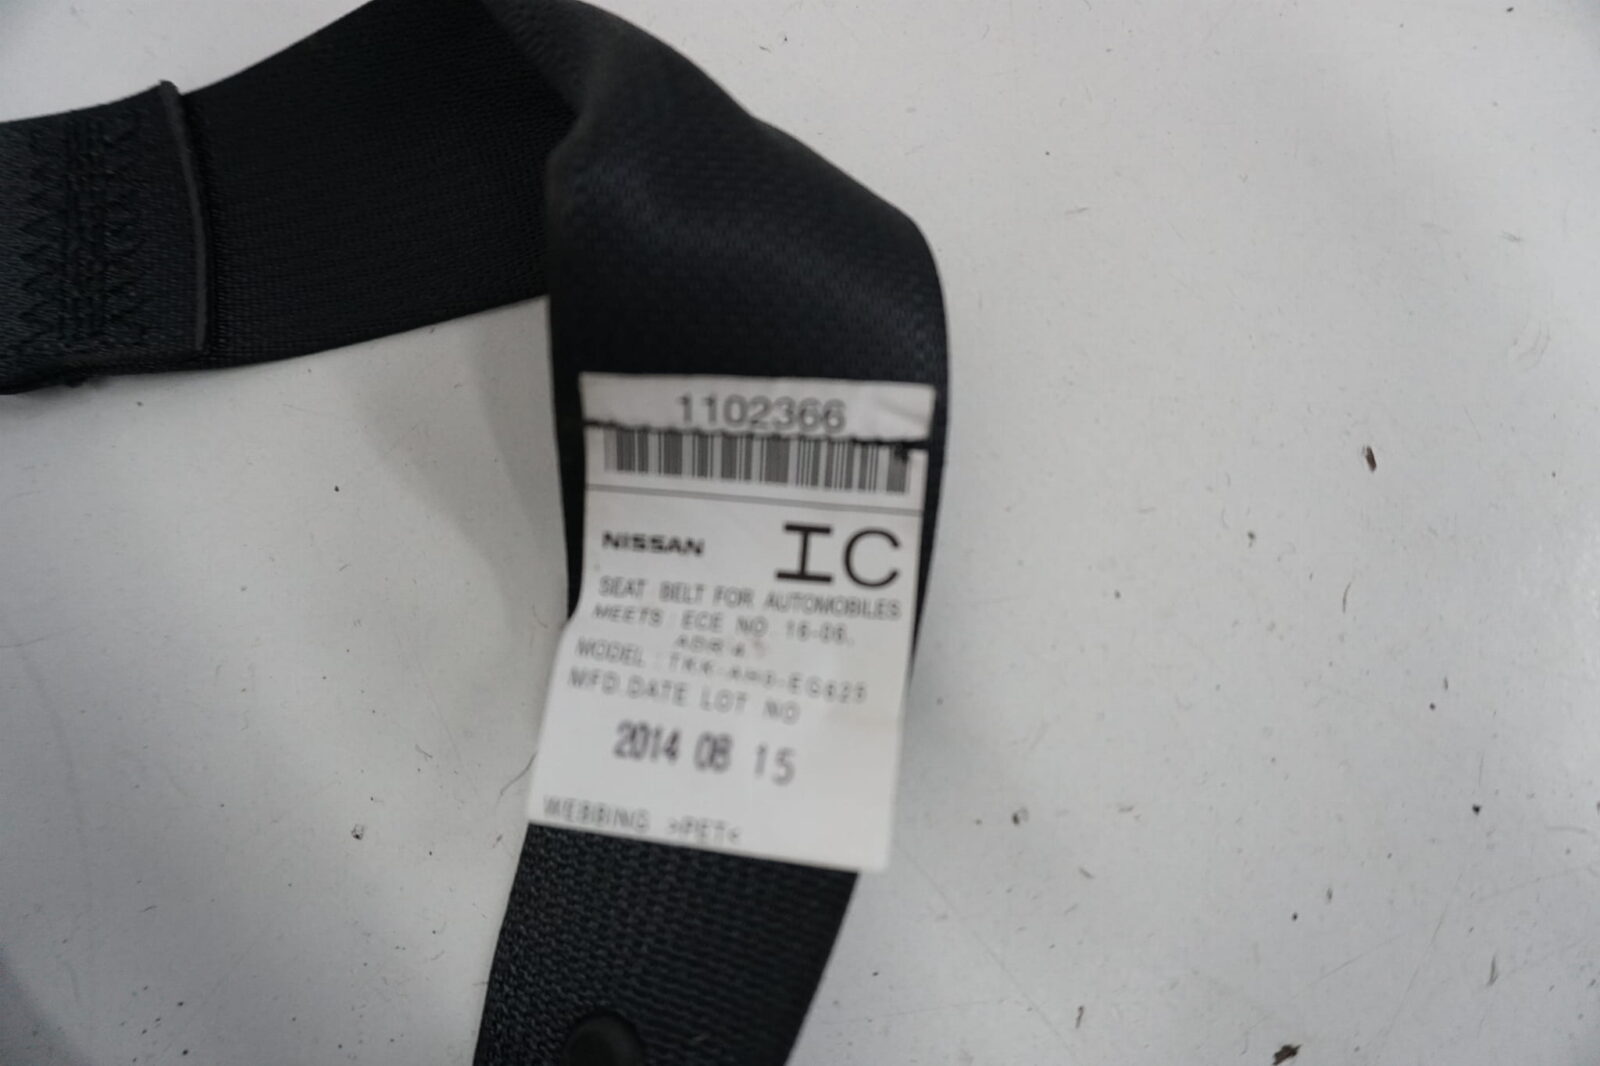 1102366
NISSAN IC
SEAT BELT FOR AUTOMOBILES
MEETS : ECE NO. 16-06,
MODEL :
MFD.DATE LOT NO
2014 08 15
WEBBING >PET<